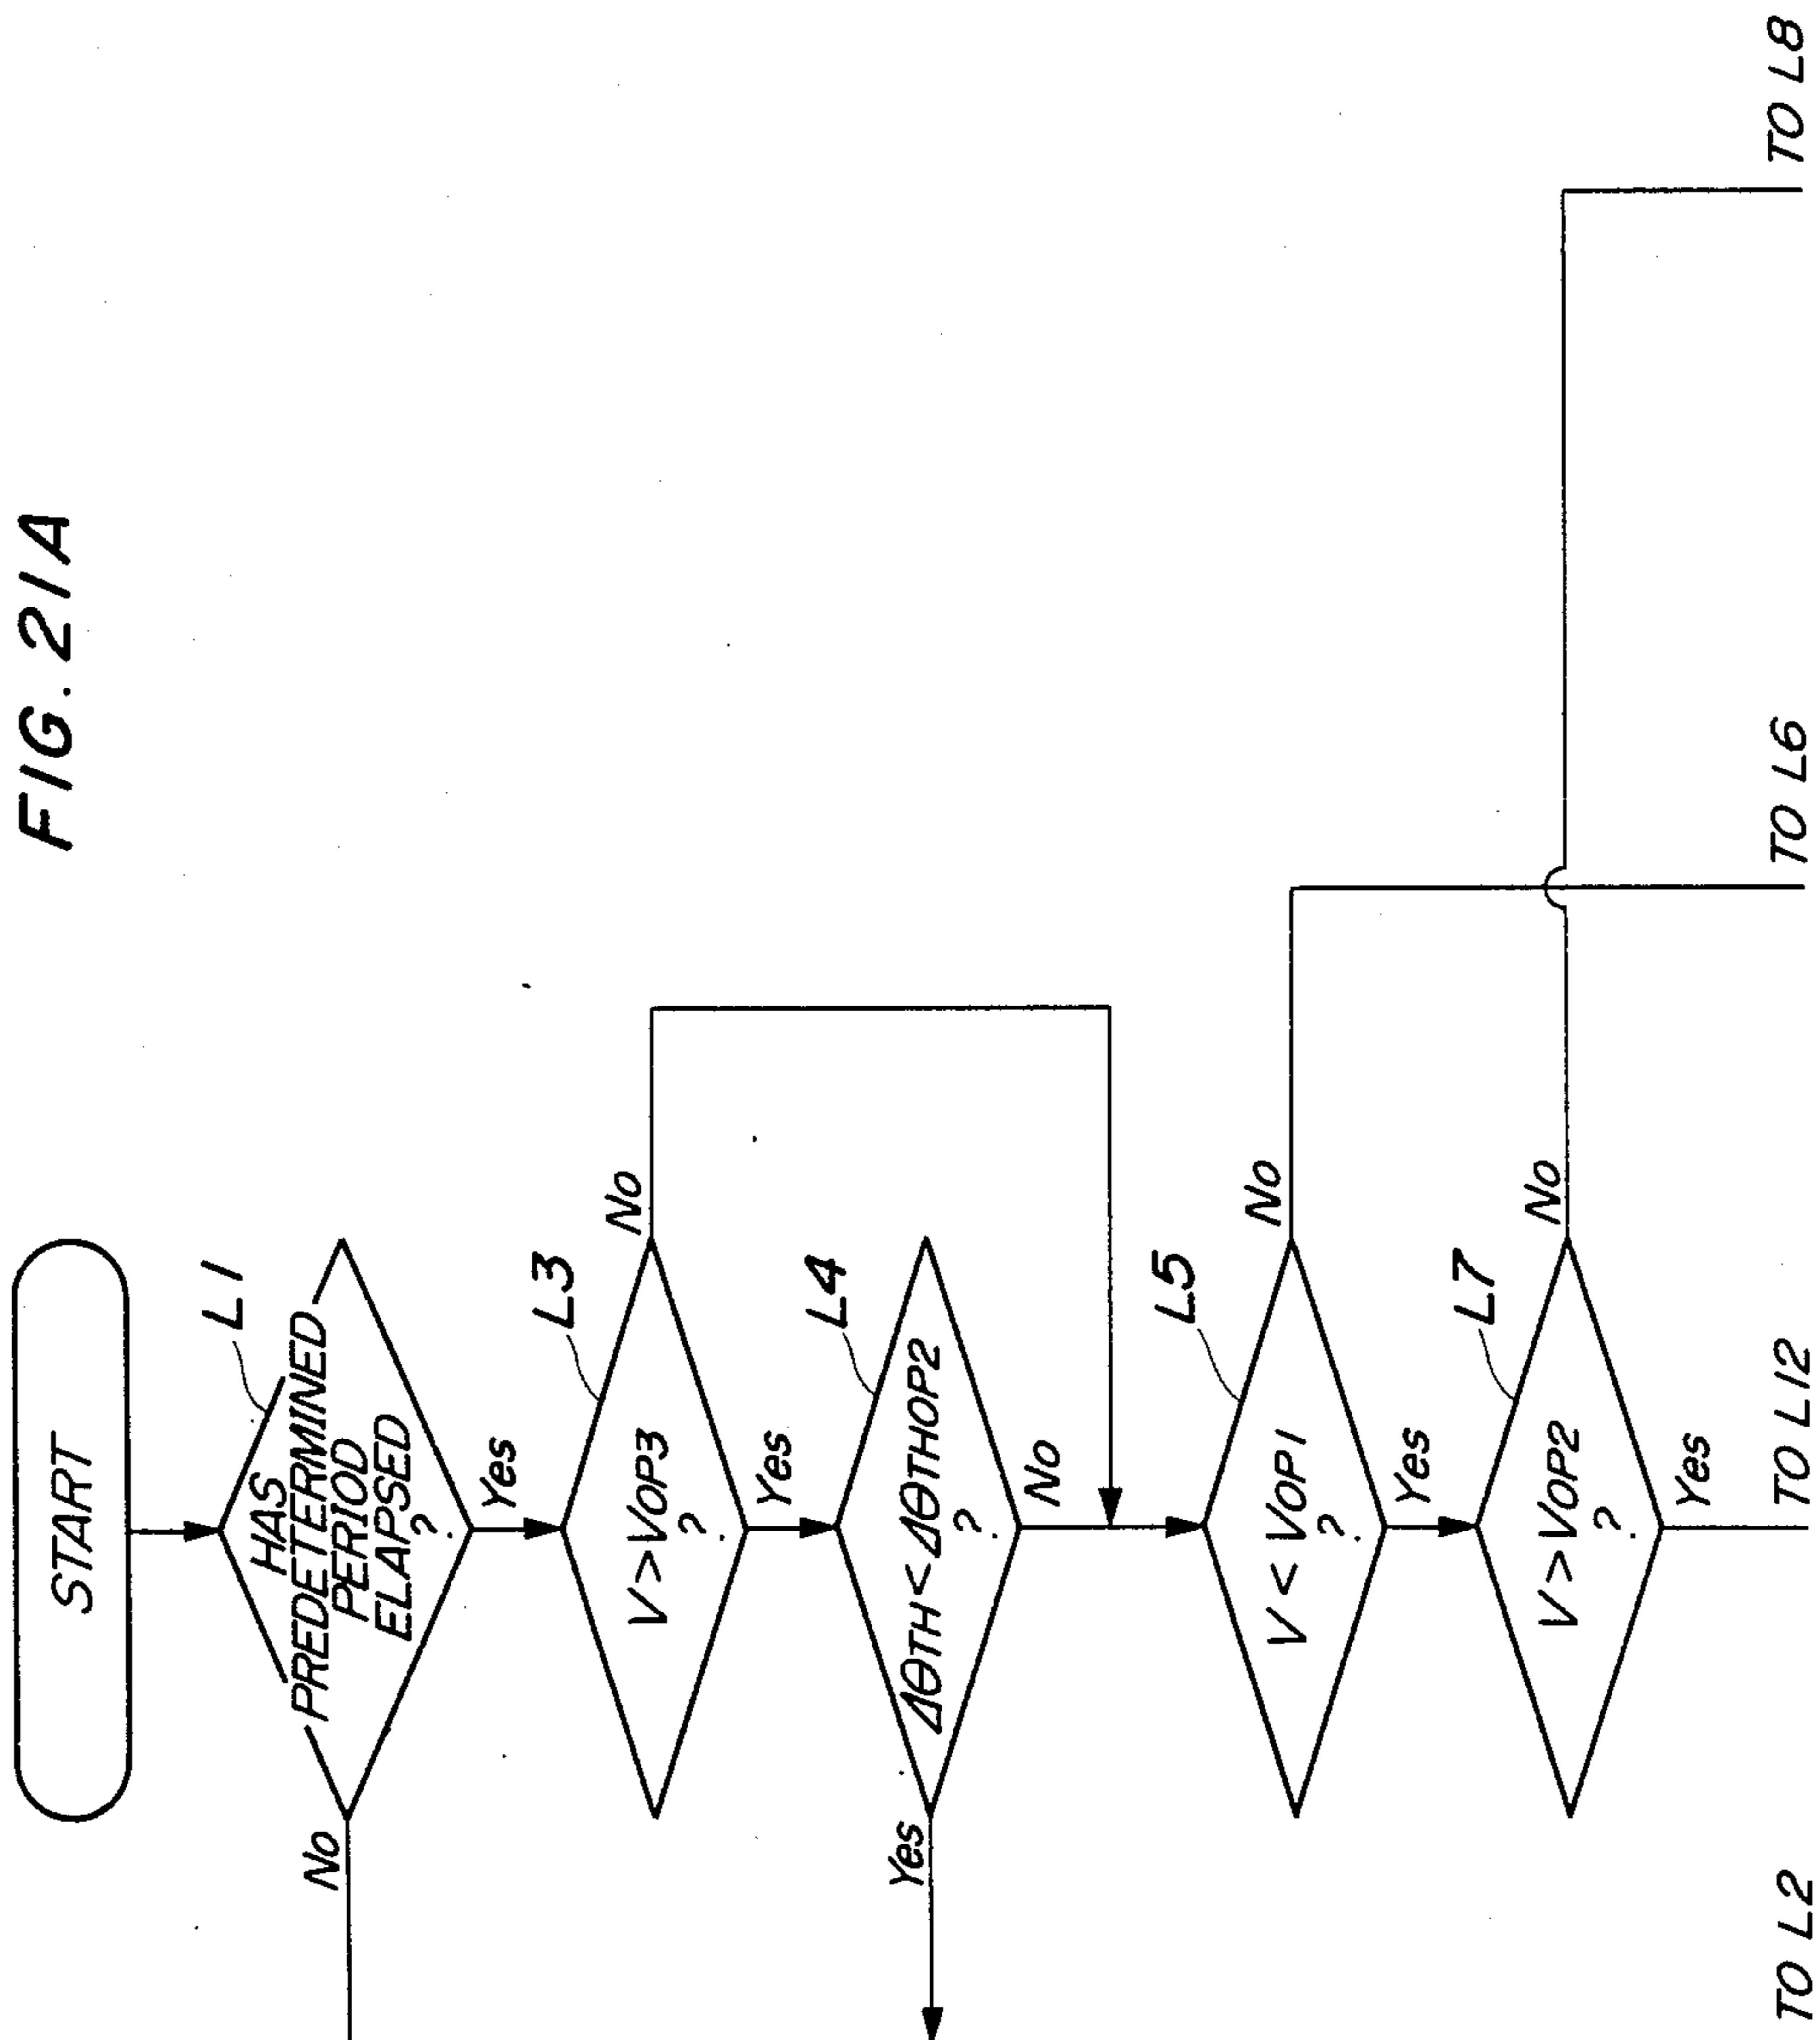 FIG. 21A
START
L1
HAS
PREDETERMINED
PERIOD
ELAPSED
?
No
Yes
L3
V>VOP3
?
No
Yes
L4
ΔθTH<ΔθTHOP2
?
Yes
No
L5
V<VOP1
?
No
Yes
L7
V>VOP2
?
No
Yes
TO L2
TO L12
TO L6
TO L8